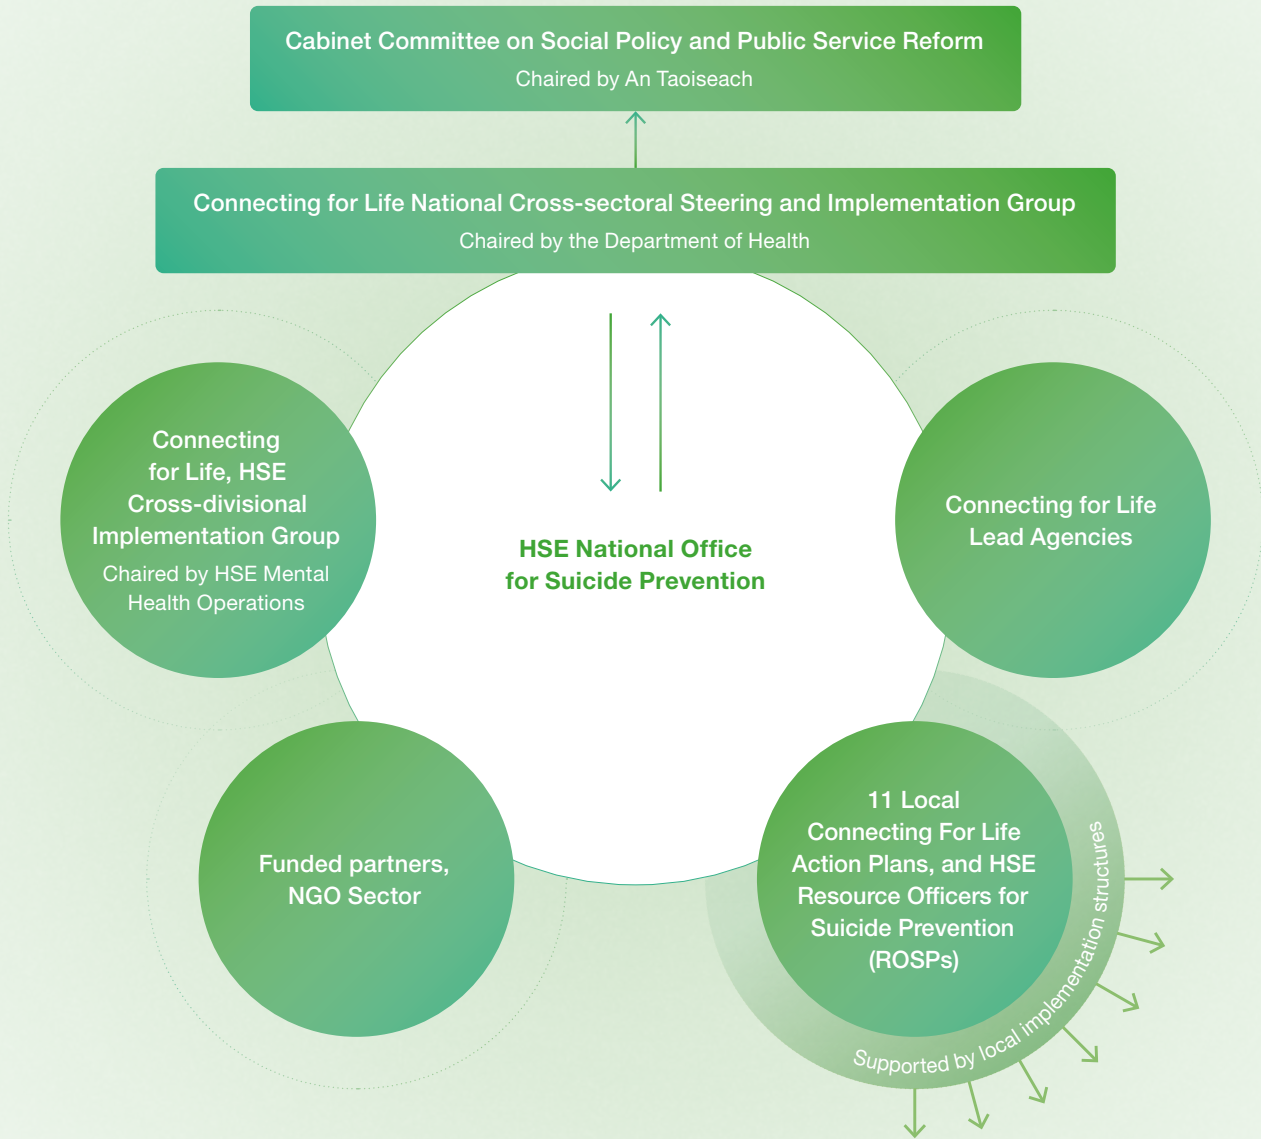 Cabinet Committee on Social Policy and Public Service Reform
Chaired by An Taoiseach
Connecting for Life National Cross-sectoral Steering and Implementation Group
Chaired by the Department of Health
Connecting
for Life, HSE
Cross-divisional
Implementation Group
Chaired by HSE Mental
Health Operations
HSE National Office
for Suicide Prevention
Connecting for Life
Lead Agencies
Funded partners,
NGO Sector
11 Local
Connecting For Life
Action Plans, and HSE
Resource Officers for
Suicide Prevention
(ROSPs)
Supported by local implementation structures